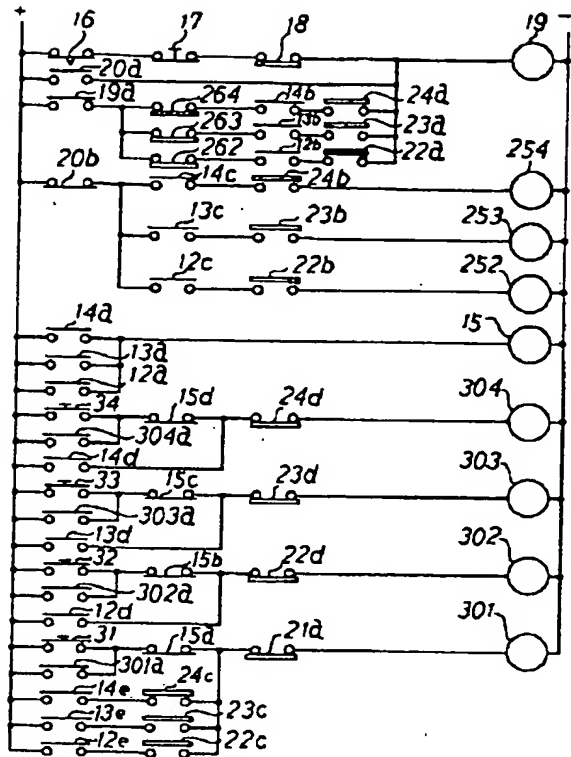 + −
16 17 18 19
20a
19a 264 14b 24a
263 13b 23a
262 12b 22a
20b 14c 24b 254
13c 23b 253
12c 22b 252
14a 15
13a
12a
34 15d 24d 304
304a
14d
33 15c 23d 303
303a
13d
32 15b 22d 302
302a
12d
31 15a 21a 301
301a
14e 24c
13e 23c
12e 22c